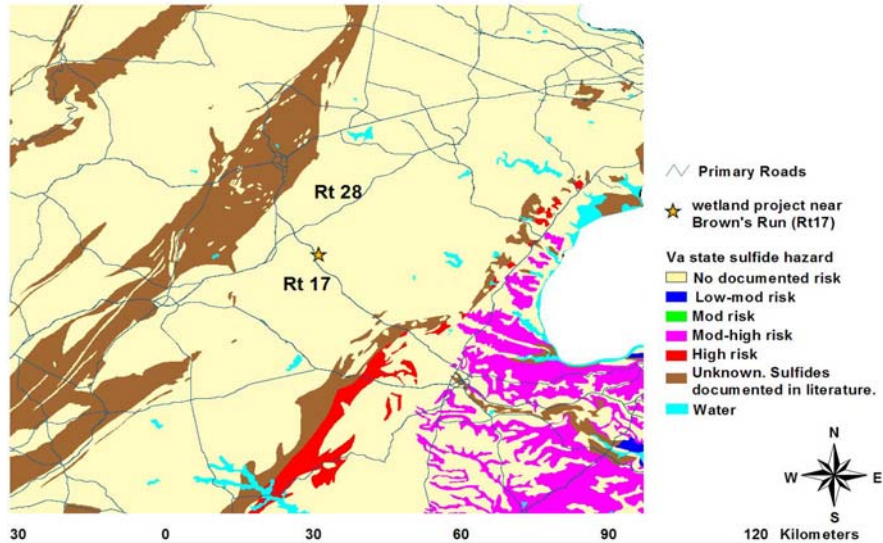 Rt 28
Rt 17
Primary Roads
wetland project near
Brown's Run (Rt17)
Va state sulfide hazard
No documented risk
Low-mod risk
Mod risk
Mod-high risk
High risk
Unknown. Sulfides
documented in literature.
Water
N
W E
S
30 0 30 60 90 120 Kilometers